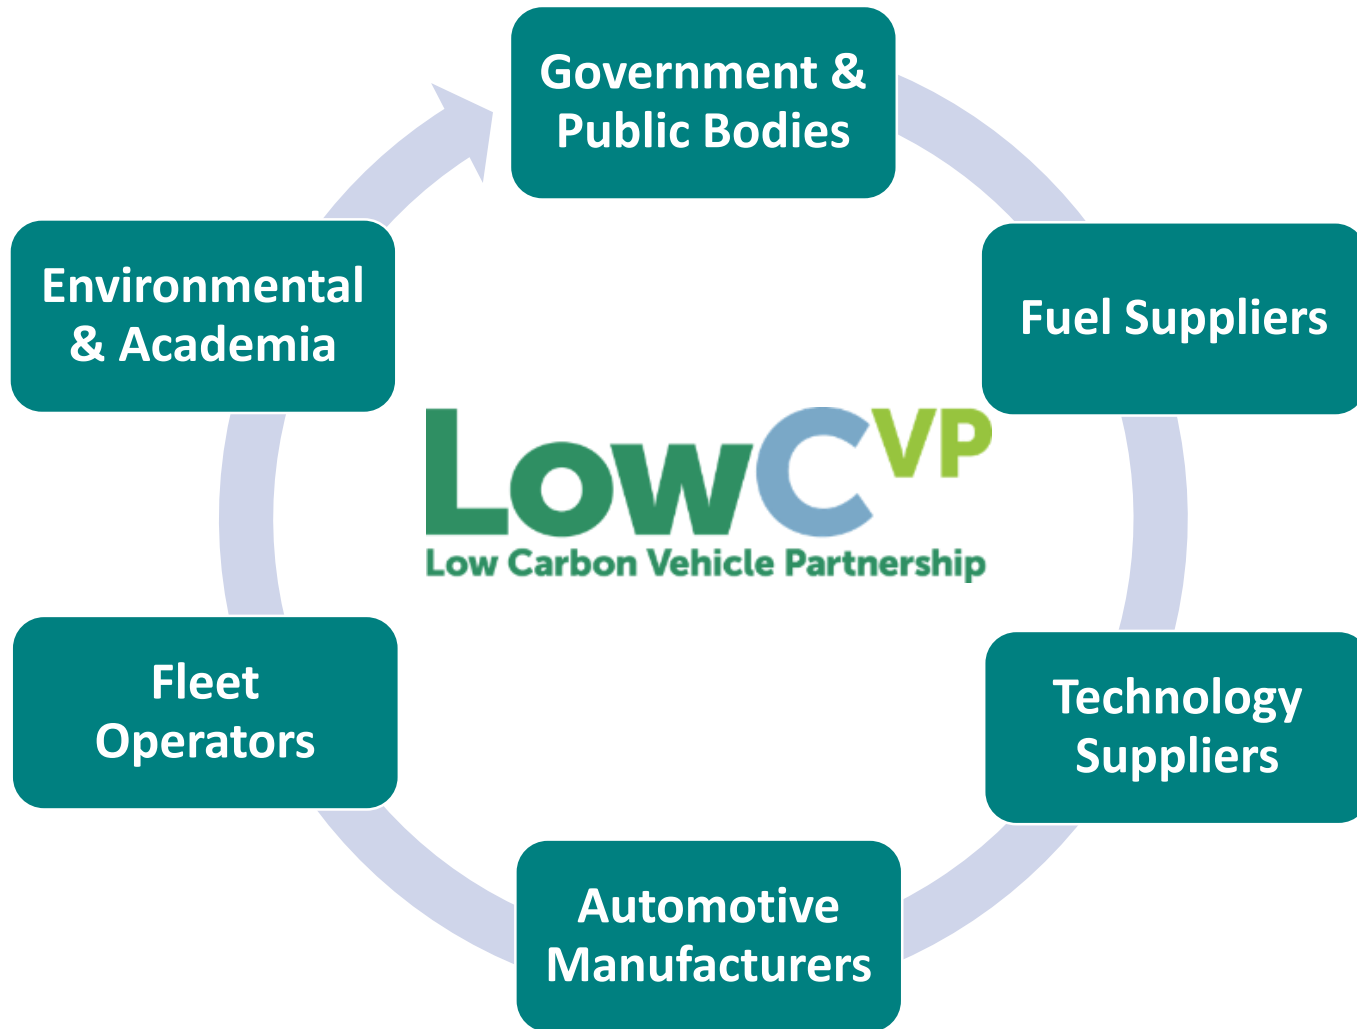 Government &
Public Bodies
Fuel Suppliers
Technology
Suppliers
Automotive
Manufacturers
Fleet
Operators
Environmental
& Academia
LowCVP
Low Carbon Vehicle Partnership